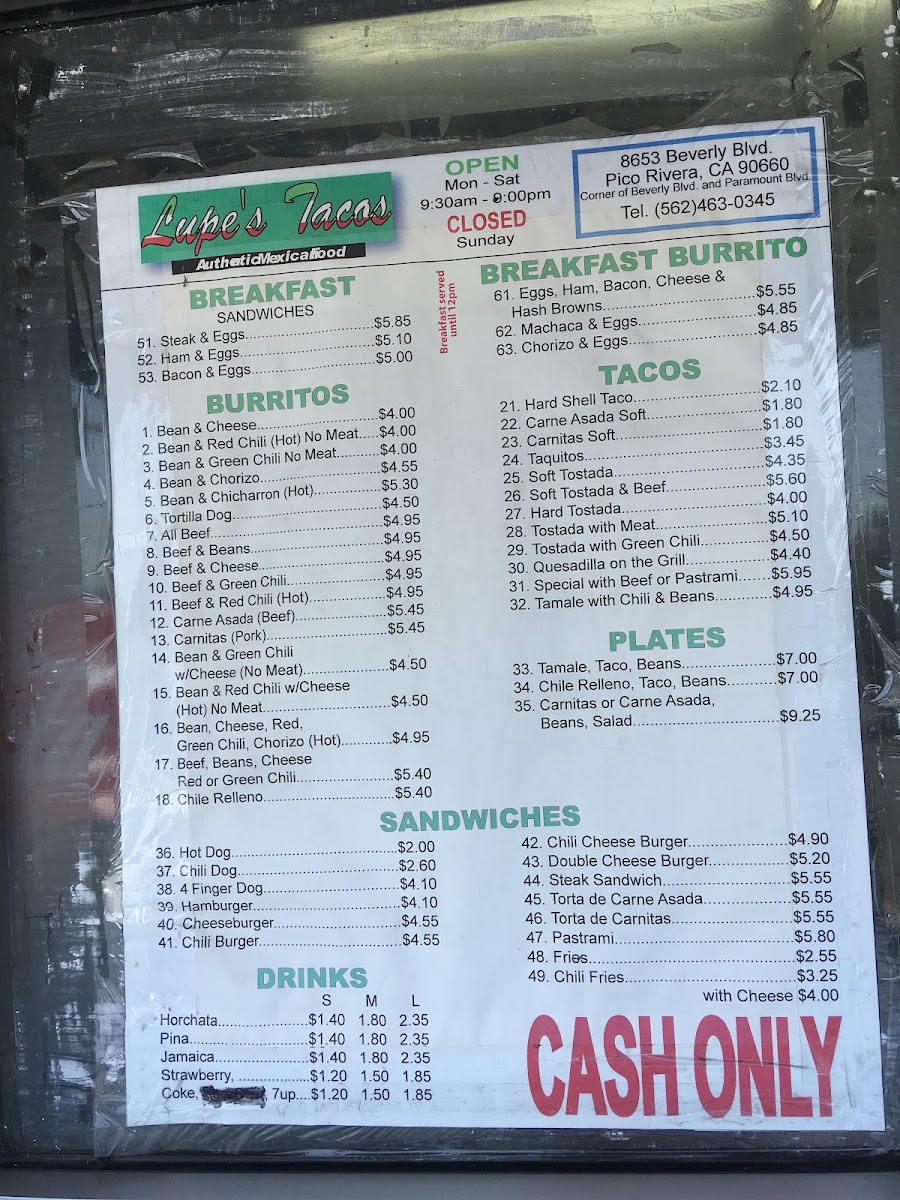 Lupe's Tacos
Authentic Mexican Food
OPEN
Mon - Sat
9:30am - 9:00pm
CLOSED
Sunday
8653 Beverly Blvd.
Pico Rivera, CA 90660
Corner of Beverly Blvd. and Paramount Blvd.
Tel. (562)463-0345
BREAKFAST
SANDWICHES
51. Steak & Eggs...$5.85
52. Ham & Eggs...$5.10
53. Bacon & Eggs...$5.00
Breakfast served
until 12pm
BREAKFAST BURRITO
61. Eggs, Ham, Bacon, Cheese &
Hash Browns...$5.55
62. Machaca & Eggs...$4.85
63. Chorizo & Eggs...$4.85
BURRITOS
1. Bean & Cheese...$4.00
2. Bean & Red Chili (Hot) No Meat...$4.00
3. Bean & Green Chili No Meat...$4.00
4. Bean & Chorizo...$4.55
5. Bean & Chicharron (Hot)...$5.30
6. Tortilla Dog...$4.50
7. All Beef...$4.95
8. Beef & Beans...$4.95
9. Beef & Cheese...$4.95
10. Beef & Green Chili...$4.95
11. Beef & Red Chili (Hot)...$4.95
12. Carne Asada (Beef)...$5.45
13. Carnitas (Pork)...$5.45
14. Bean & Green Chili
w/Cheese (No Meat)...$4.50
15. Bean & Red Chili w/Cheese
(Hot) No Meat...$4.50
16. Bean, Cheese, Red,
Green Chili, Chorizo (Hot)...$4.95
17. Beef, Beans, Cheese
Red or Green Chili...$5.40
18. Chile Relleno...$5.40
TACOS
21. Hard Shell Taco...$2.10
22. Carne Asada Soft...$1.80
23. Carnitas Soft...$1.80
24. Taquitos...$3.45
25. Soft Tostada...$4.35
26. Soft Tostada & Beef...$5.60
27. Hard Tostada...$4.00
28. Tostada with Meat...$5.10
29. Tostada with Green Chili...$4.50
30. Quesadilla on the Grill...$4.40
31. Special with Beef or Pastrami...$5.95
32. Tamale with Chili & Beans...$4.95
PLATES
33. Tamale, Taco, Beans...$7.00
34. Chile Relleno, Taco, Beans...$7.00
35. Carnitas or Carne Asada,
Beans, Salad...$9.25
SANDWICHES
36. Hot Dog...$2.00
37. Chili Dog...$2.60
38. 4 Finger Dog...$4.10
39. Hamburger...$4.10
40. Cheeseburger...$4.55
41. Chili Burger...$4.55
42. Chili Cheese Burger...$4.90
43. Double Cheese Burger...$5.20
44. Steak Sandwich...$5.55
45. Torta de Carne Asada...$5.55
46. Torta de Carnitas...$5.55
47. Pastrami...$5.80
48. Fries...$2.55
49. Chili Fries...$3.25
with Cheese $4.00
DRINKS
S M L
Horchata...$1.40 1.80 2.35
Pina...$1.40 1.80 2.35
Jamaica...$1.40 1.80 2.35
Strawberry, ...$1.20 1.50 1.85
Coke, , 7up...$1.20 1.50 1.85
CASH ONLY